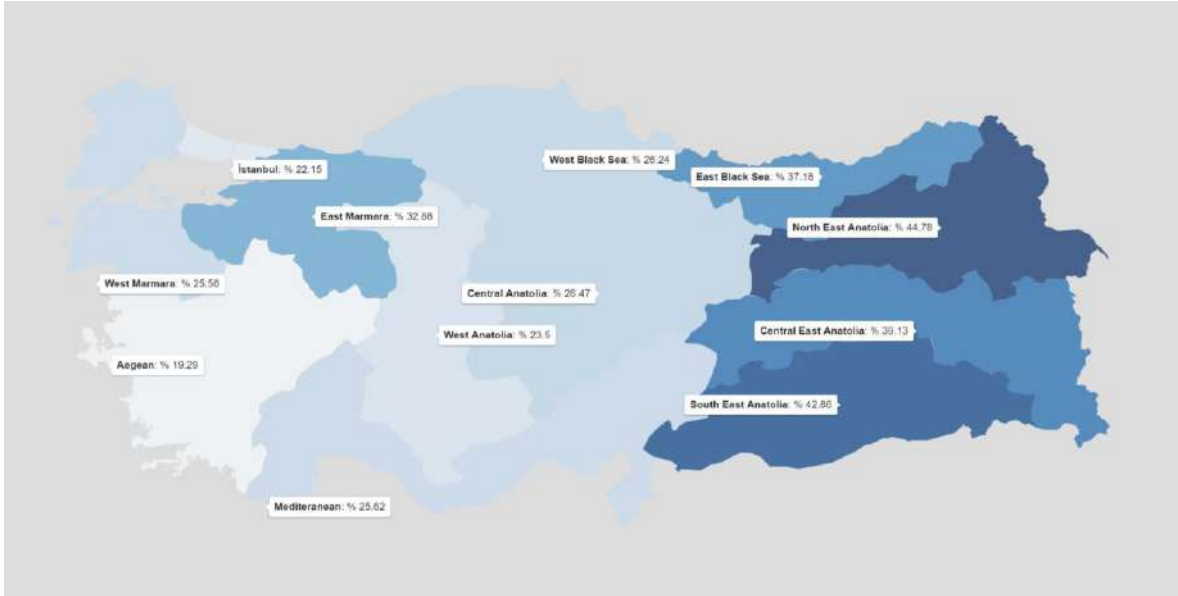 West Black Sea: % 26.24
İstanbul: % 22.15
East Black Sea: % 37.18
East Marmara: % 32.88
North East Anatolia: % 44.78
West Marmara: % 25.58
Central Anatolia: % 26.47
Central East Anatolia: % 39.13
West Anatolia: % 23.5
Aegean: % 19.29
South East Anatolia: % 42.86
Mediteranean: % 25.62